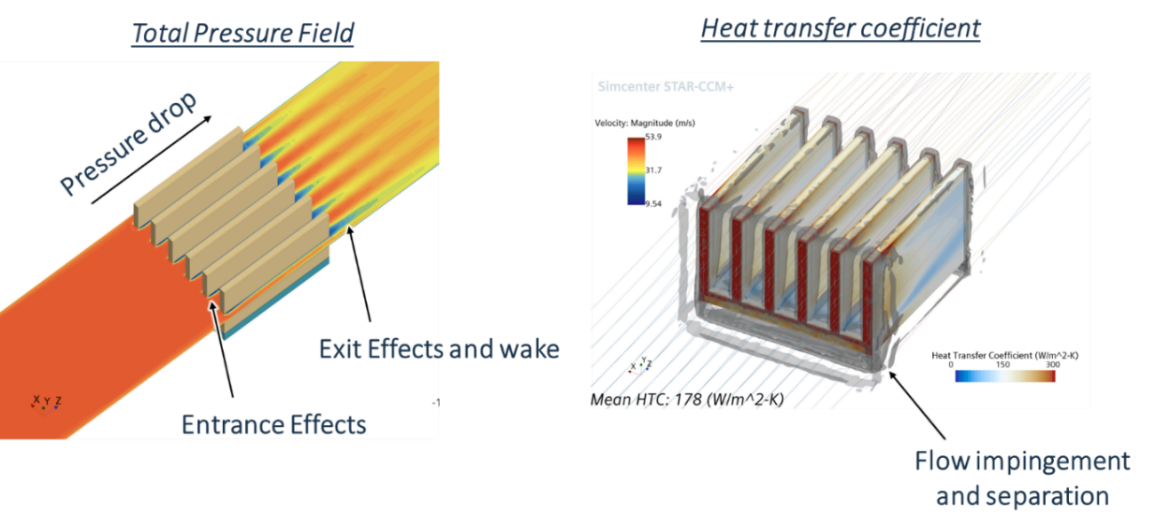 Total Pressure Field
Heat transfer coefficient
Pressure drop
Exit Effects and wake
Entrance Effects
X Y Z
-1
Simcenter STAR-CCM+
Velocity: Magnitude (m/s)
53.9
31.7
9.54
X Y Z
Heat Transfer Coefficient (W/m^2-K)
0 150 300
Mean HTC: 178 (W/m^2-K)
Flow impingement
and separation